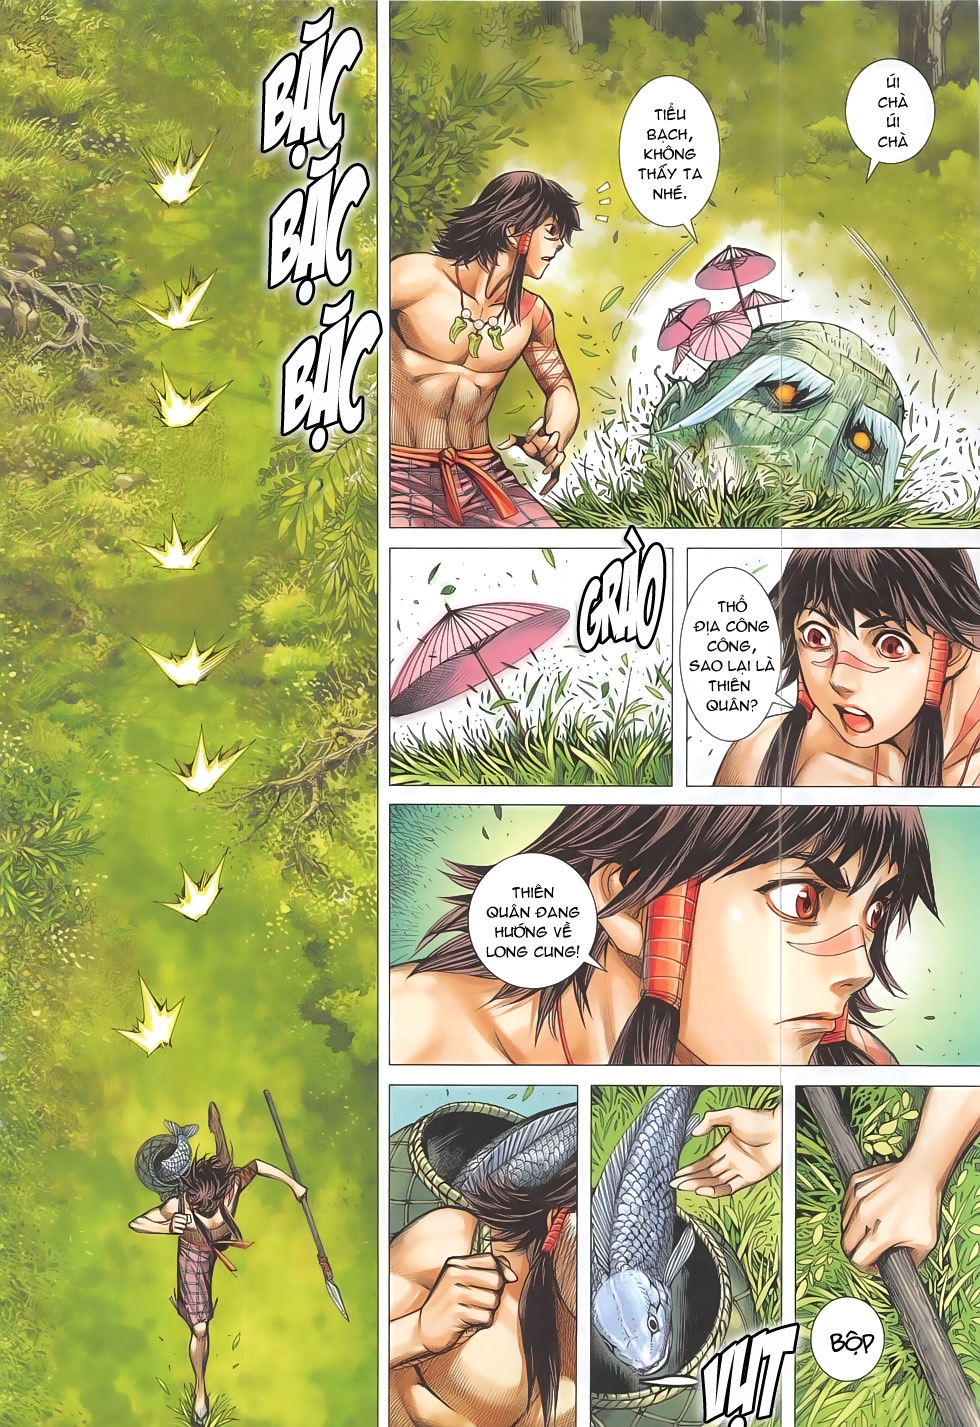 BẶC
BẶC
BẶC
TIỂU
BẠCH,
KHÔNG
THẤY TA
NHÉ.
ÚI
CHÀ
ÚI
CHÀ
GRÀO
THỔ
ĐỊA CÔNG
CÔNG,
SAO LẠI LÀ
THIÊN
QUÂN?
THIÊN
QUÂN ĐANG
HƯỚNG VỀ
LONG CUNG!
VỤT
BỘP